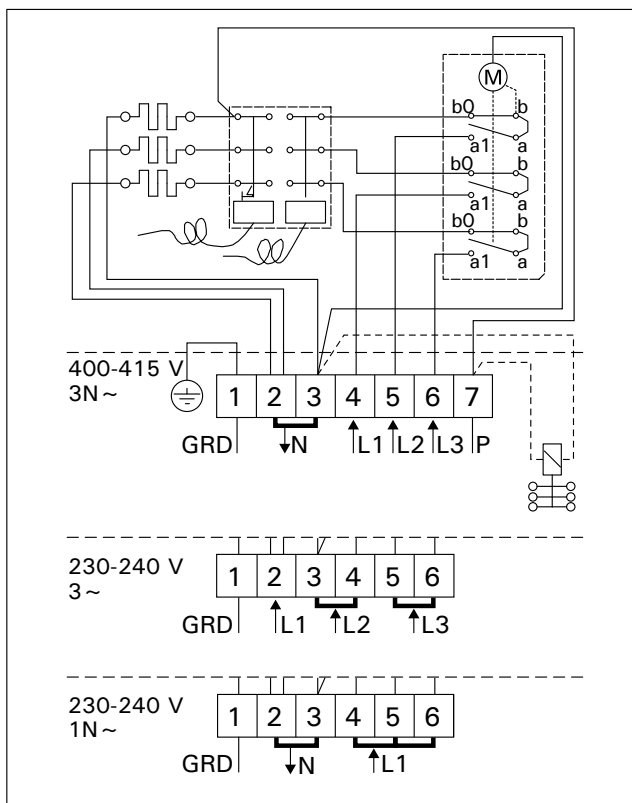 M
b0 b
a1 a
b0 b
a1 a
b0 b
a1 a
400-415 V
3N~
1 2 3 4 5 6 7
GRD N L1 L2 L3 P
230-240 V
3~
1 2 3 4 5 6
GRD L1 L2 L3
230-240 V
1N~
1 2 3 4 5 6
GRD N L1